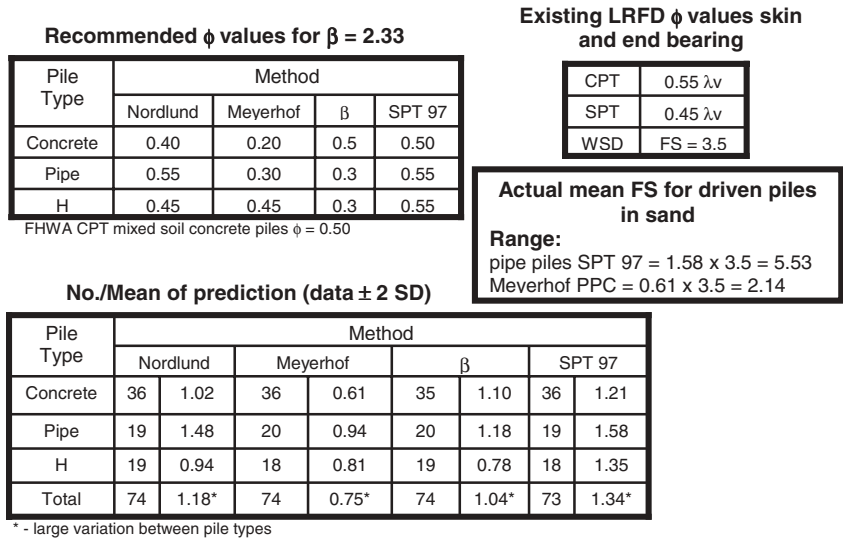 Recommended ϕ values for β = 2.33
Pile Type Method
Nordlund Meyerhof β SPT 97
Concrete 0.40 0.20 0.5 0.50
Pipe 0.55 0.30 0.3 0.55
H 0.45 0.45 0.3 0.55
FHWA CPT mixed soil concrete piles ϕ = 0.50
Existing LRFD ϕ values skin
and end bearing
CPT 0.55 λv
SPT 0.45 λv
WSD FS = 3.5
Actual mean FS for driven piles
in sand
Range:
pipe piles SPT 97 = 1.58 x 3.5 = 5.53
Meyerhof PPC = 0.61 x 3.5 = 2.14
No./Mean of prediction (data ± 2 SD)
Pile Type Method
Nordlund Meyerhof β SPT 97
Concrete 36 1.02 36 0.61 35 1.10 36 1.21
Pipe 19 1.48 20 0.94 20 1.18 19 1.58
H 19 0.94 18 0.81 19 0.78 18 1.35
Total 74 1.18* 74 0.75* 74 1.04* 73 1.34*
* - large variation between pile types